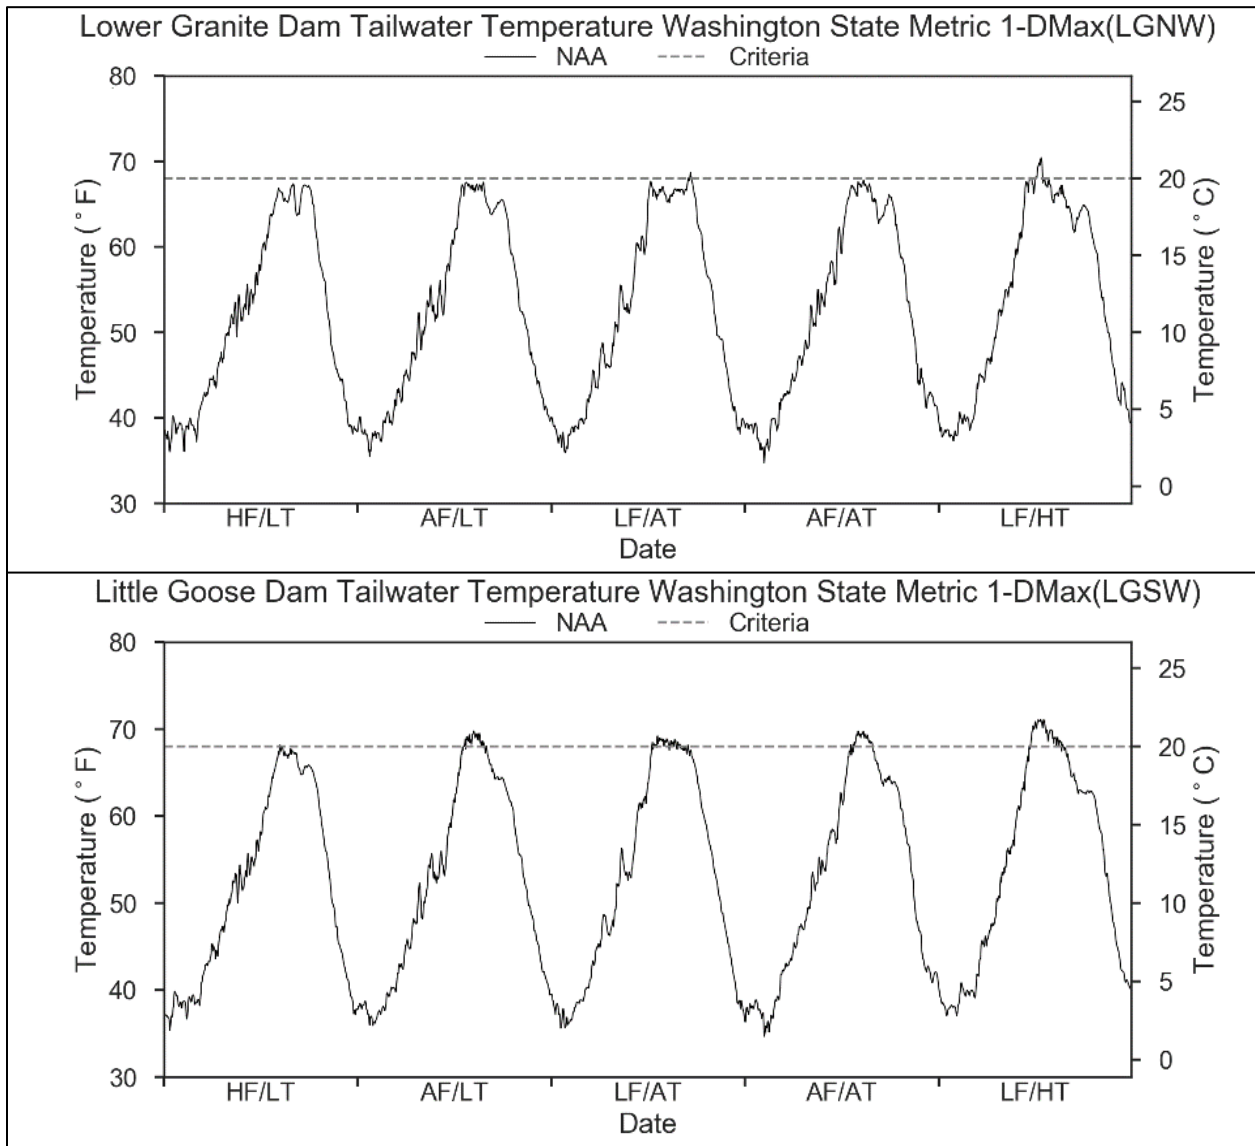 Lower Granite Dam Tailwater Temperature Washington State Metric 1-DMax(LGNW)
NAA Criteria
80
70
60
50
40
30
Temperature (°F)
25
20
15
10
5
0
Temperature (°C)
HF/LT AF/LT LF/AT AF/AT LF/HT
Date
Little Goose Dam Tailwater Temperature Washington State Metric 1-DMax(LGSW)
NAA Criteria
80
70
60
50
40
30
Temperature (°F)
25
20
15
10
5
0
Temperature (°C)
HF/LT AF/LT LF/AT AF/AT LF/HT
Date